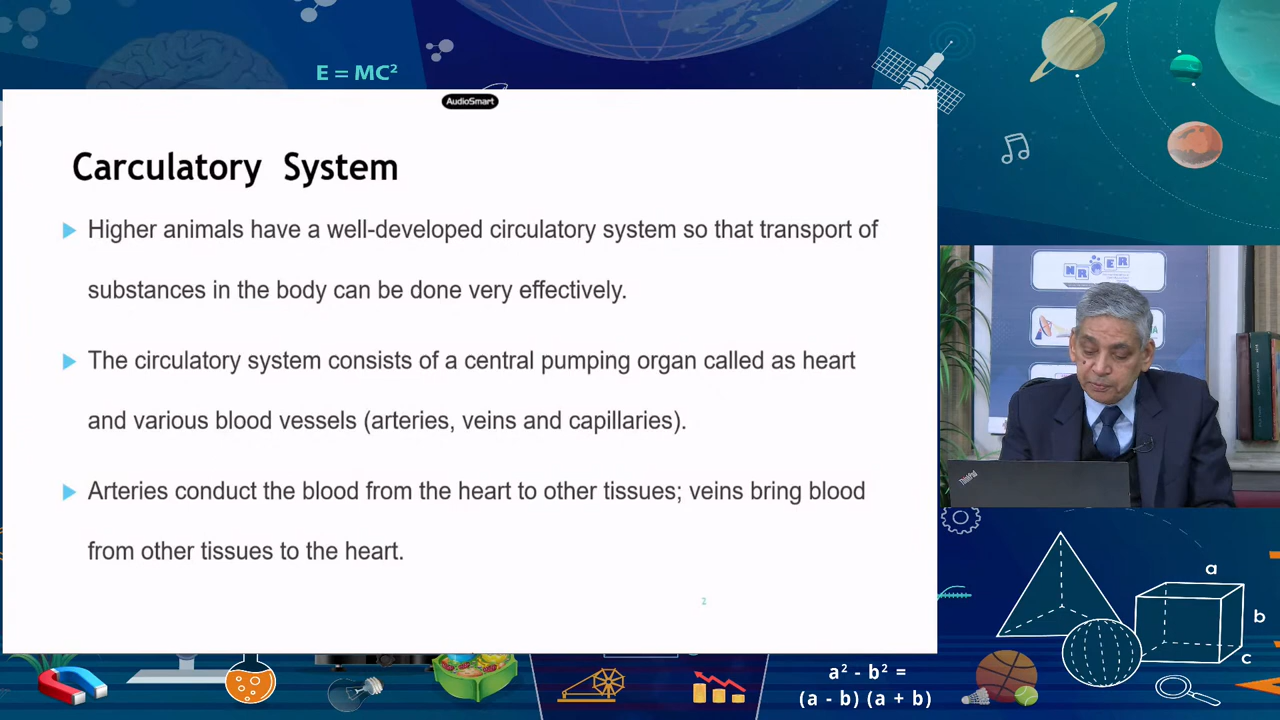 E = MC²
AudioSmart
Carculatory System
Higher animals have a well-developed circulatory system so that transport of
substances in the body can be done very effectively.
The circulatory system consists of a central pumping organ called as heart
and various blood vessels (arteries, veins and capillaries).
Arteries conduct the blood from the heart to other tissues; veins bring blood
from other tissues to the heart.
2
ThinkPad
a
b
c
a² - b² =
(a - b) (a + b)